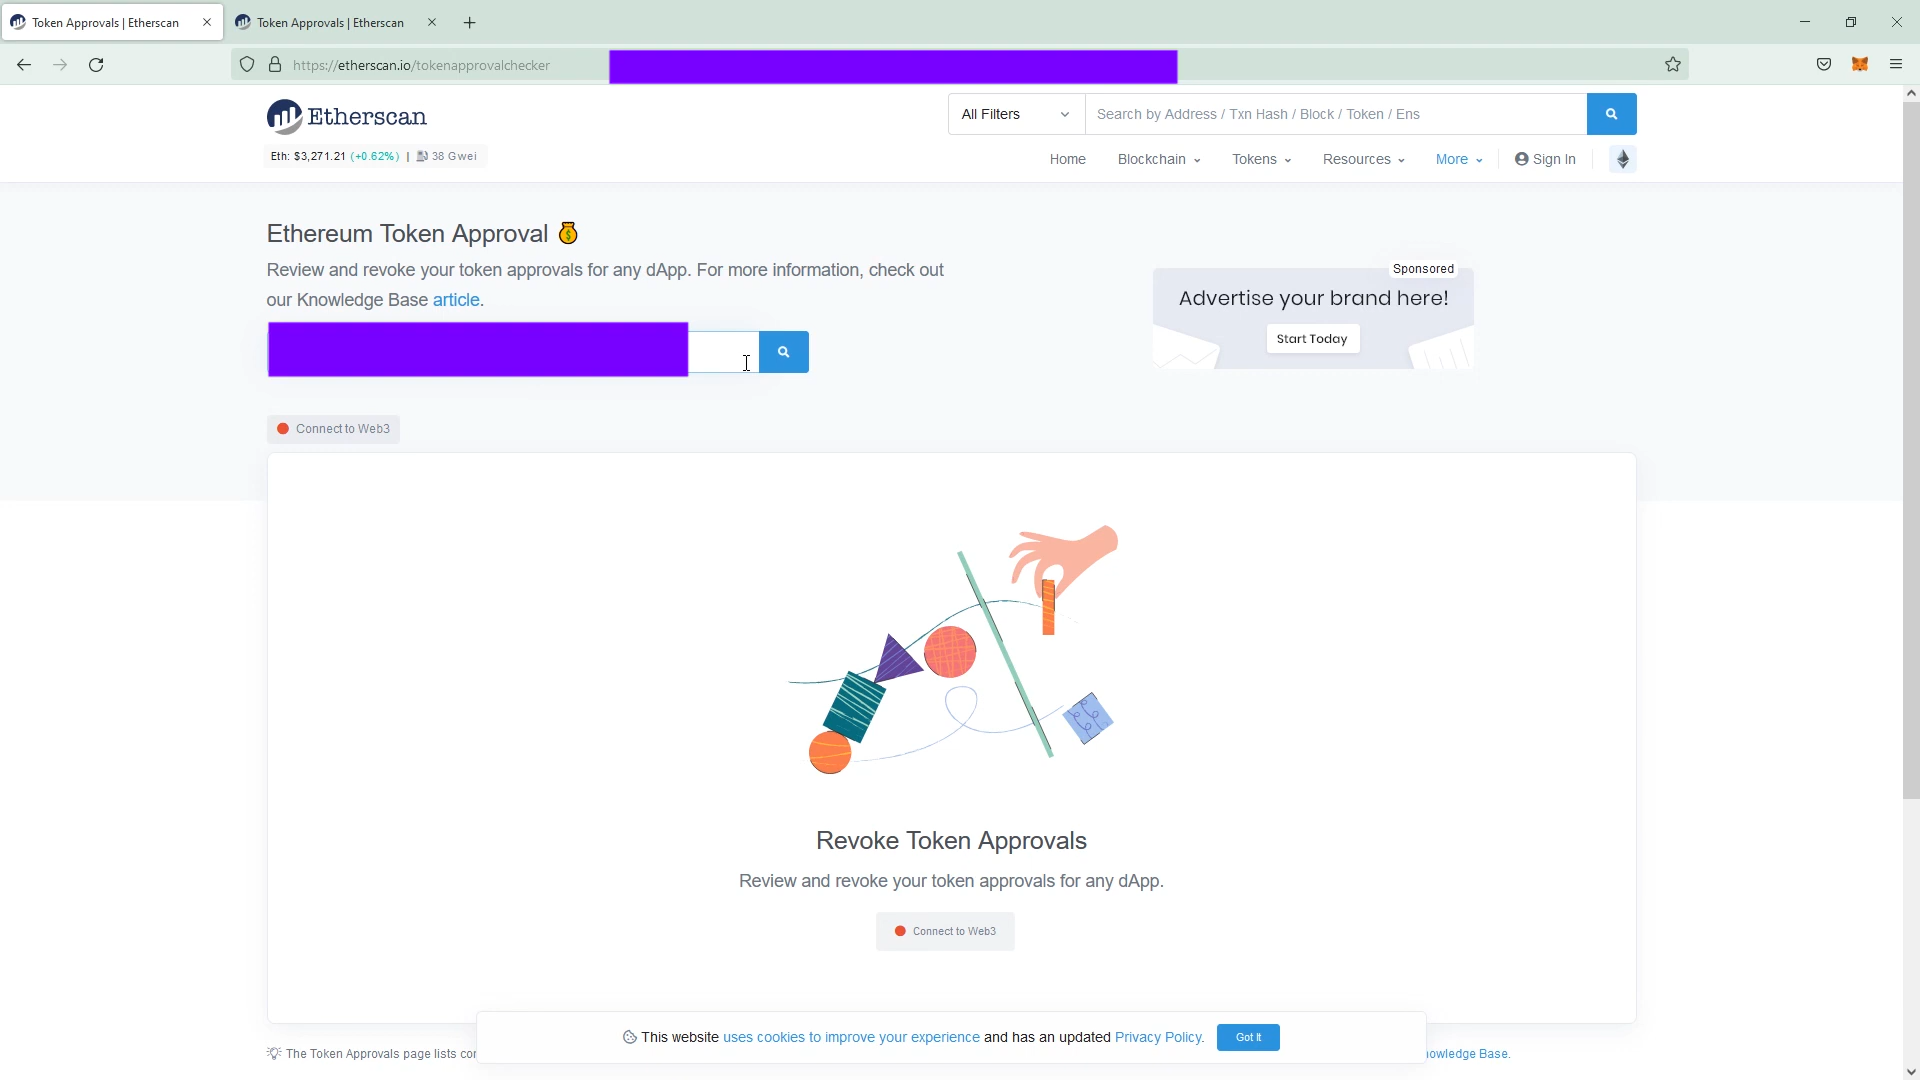 Token Approvals | Etherscan
Token Approvals | Etherscan
https://etherscan.io/tokenapprovalchecker
Etherscan
All Filters
Search by Address / Txn Hash / Block / Token / Ens
Eth: $3,271.21 (+0.62%) | 38 Gwei
Home Blockchain Tokens Resources More Sign In
Ethereum Token Approval
Review and revoke your token approvals for any dApp. For more information, check out
our Knowledge Base article.
Sponsored
Advertise your brand here!
Start Today
Connect to Web3
Revoke Token Approvals
Review and revoke your token approvals for any dApp.
Connect to Web3
This website uses cookies to improve your experience and has an updated Privacy Policy.
Got It
The Token Approvals page lists
Base.